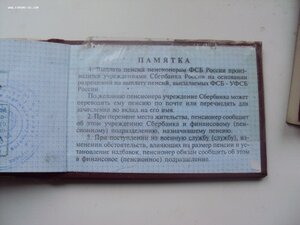 ПАМЯТКА
1. Выплата пенсий пенсионерам ФСБ России произ-
водится учреждениями Сбербанка России на основании
разрешений на выплату пенсий, высылаемых ФСБ - УФСБ
России
По желанию пенсионера учреждение Сбербанка может
переводить ему пенсию по почте или перечислять для
зачисления во вклад на его имя.
2. При перемене места жительства, пенсионер сообщает
об этом учреждению Сбербанка и финансовому (пен-
сионному) подразделению, назначившему пенсию.
3. При поступлении на военную службу (службу), из-
менении обстоятельств, влияющих на размер пенсии и ус-
тановление надбавок, пенсионер обязан сообщить об этом
в финансовое (пенсионное) подразделение.